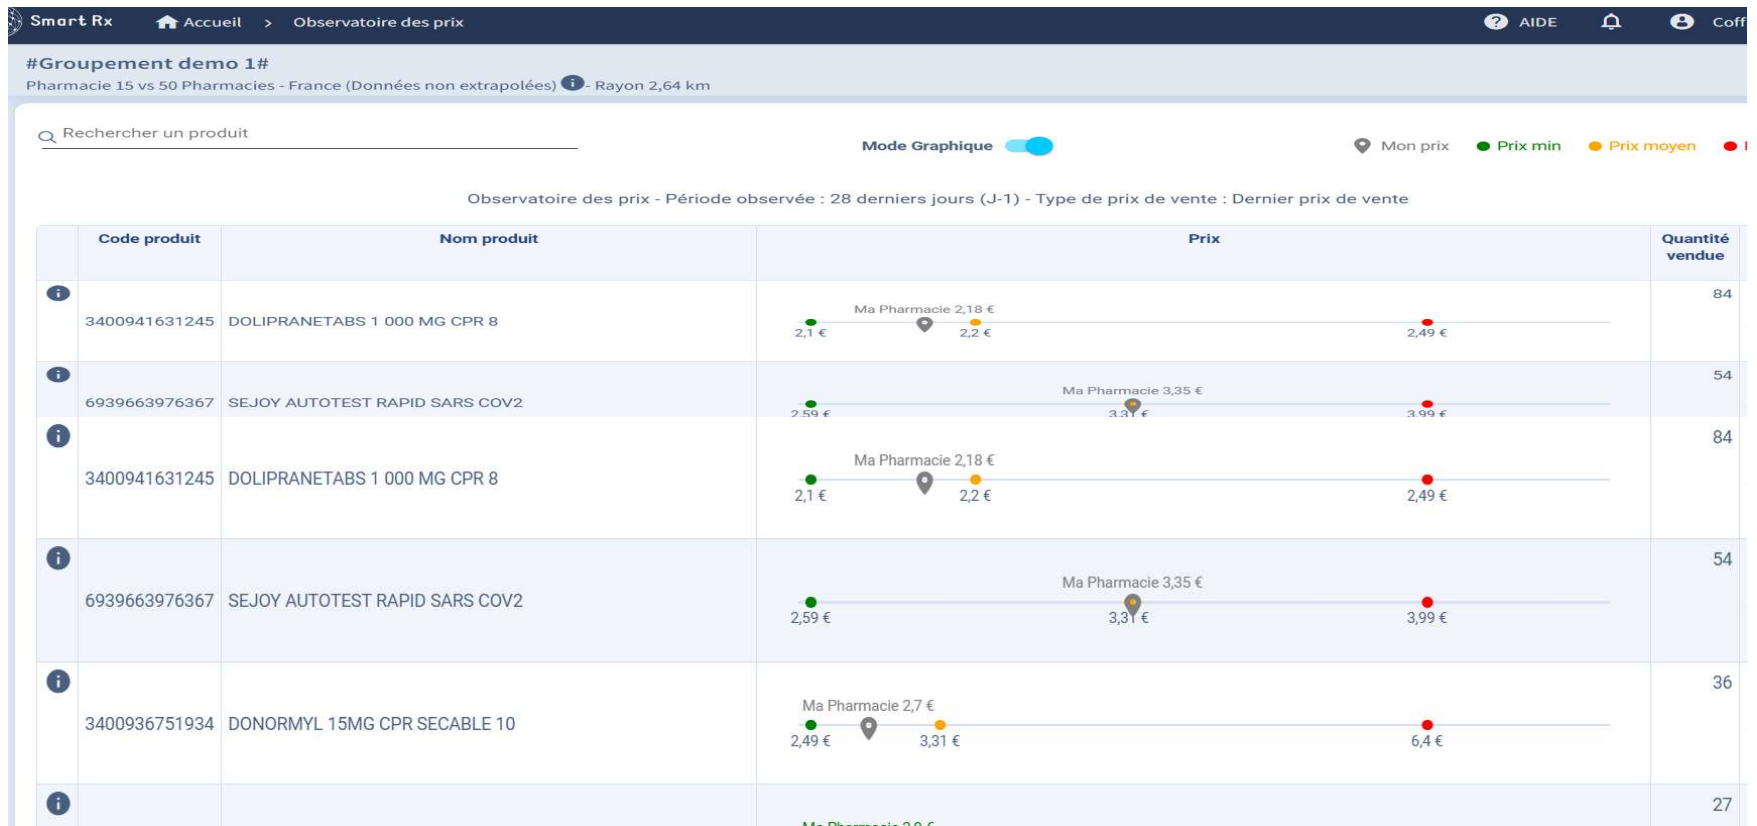 Smart Rx Accueil > Observatoire des prix AIDE Coff
#Groupement demo 1#
Pharmacie 15 vs 50 Pharmacies - France (Données non extrapolées) - Rayon 2,64 km
Rechercher un produit
Mode Graphique Mon prix Prix min Prix moyen
Observatoire des prix - Période observée : 28 derniers jours (J-1) - Type de prix de vente : Dernier prix de vente
Code produit Nom produit Prix Quantité
vendue
84
Ma Pharmacie 2,18 €
3400941631245 DOLIPRANETABS 1 000 MG CPR 8
2,1 € 2,2 € 2,49 €
54
Ma Pharmacie 3,35 €
6939663976367 SEJOY AUTOTEST RAPID SARS COV2
2,59 € 3,31 € 3,99 €
84
Ma Pharmacie 2,18 €
3400941631245 DOLIPRANETABS 1 000 MG CPR 8
2,1 € 2,2 € 2,49 €
54
Ma Pharmacie 3,35 €
6939663976367 SEJOY AUTOTEST RAPID SARS COV2
2,59 € 3,31 € 3,99 €
36
Ma Pharmacie 2,7 €
3400936751934 DONORMYL 15MG CPR SECABLE 10
2,49 € 3,31 € 6,4 €
27